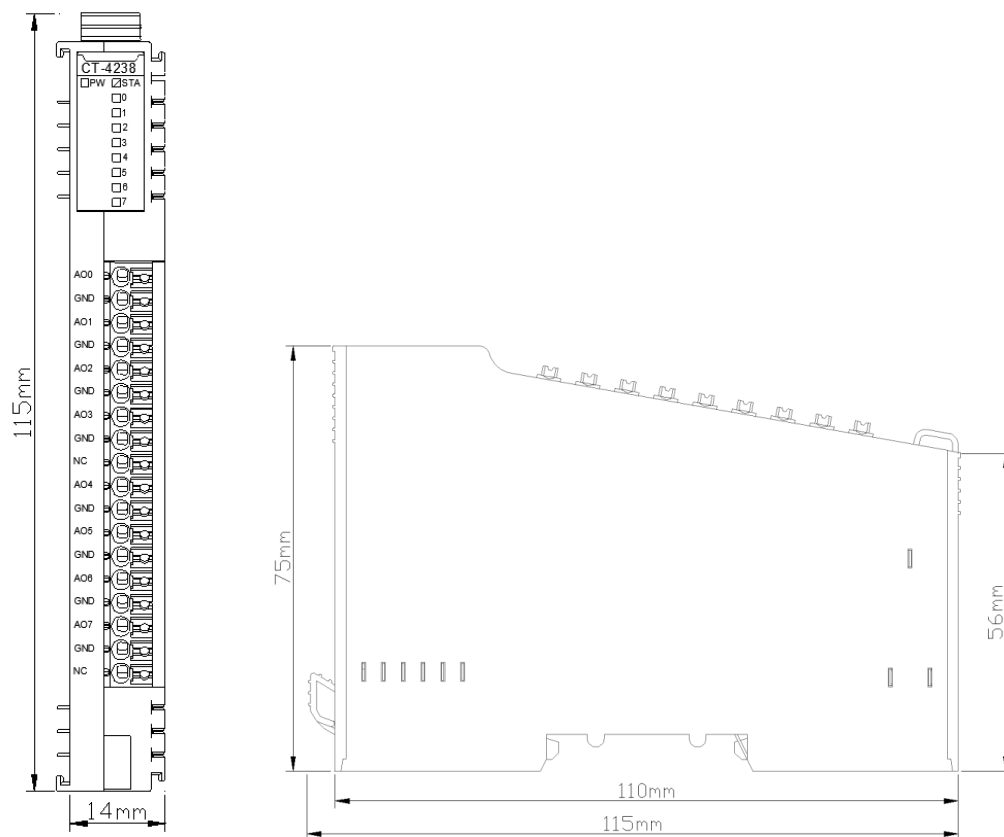 CT-4238
PW STA
0
1
2
3
4
5
6
7
AO0
GND
AO1
GND
AO2
GND
AO3
GND
NC
AO4
GND
AO5
GND
AO6
GND
AO7
GND
NC
115mm
14mm
75mm
56mm
110mm
115mm